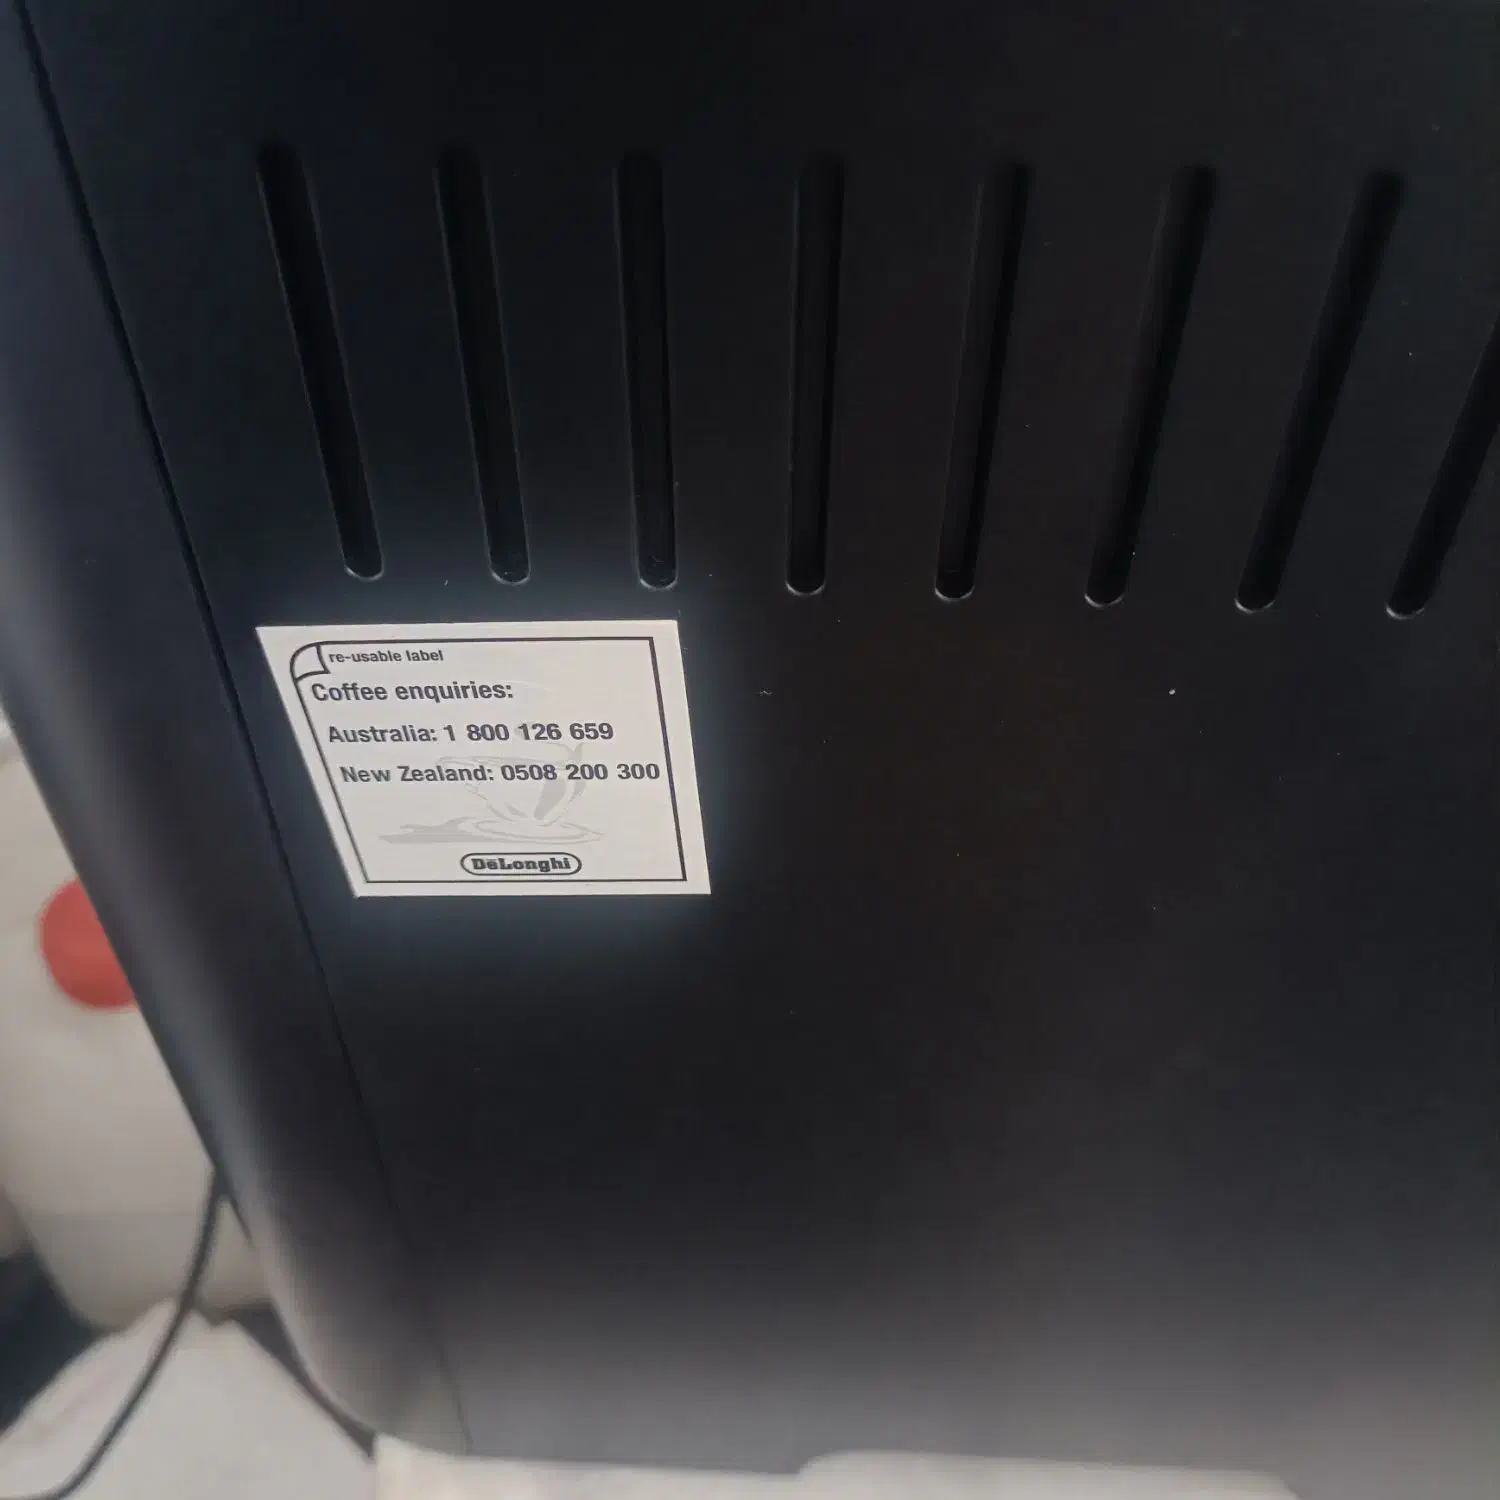 re-usable label
Coffee enquiries:
Australia: 1 800 126 659
New Zealand: 0508 200 300
DeLonghi